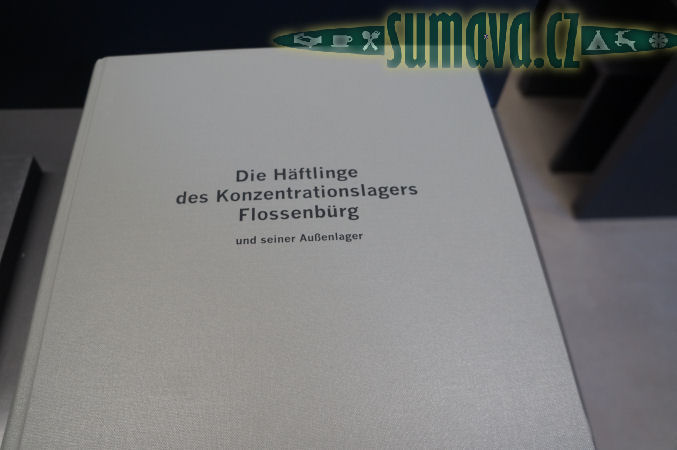 sumava.cz
Die Häftlinge
des Konzentrationslagers
Flossenbürg
und seiner Außenlager